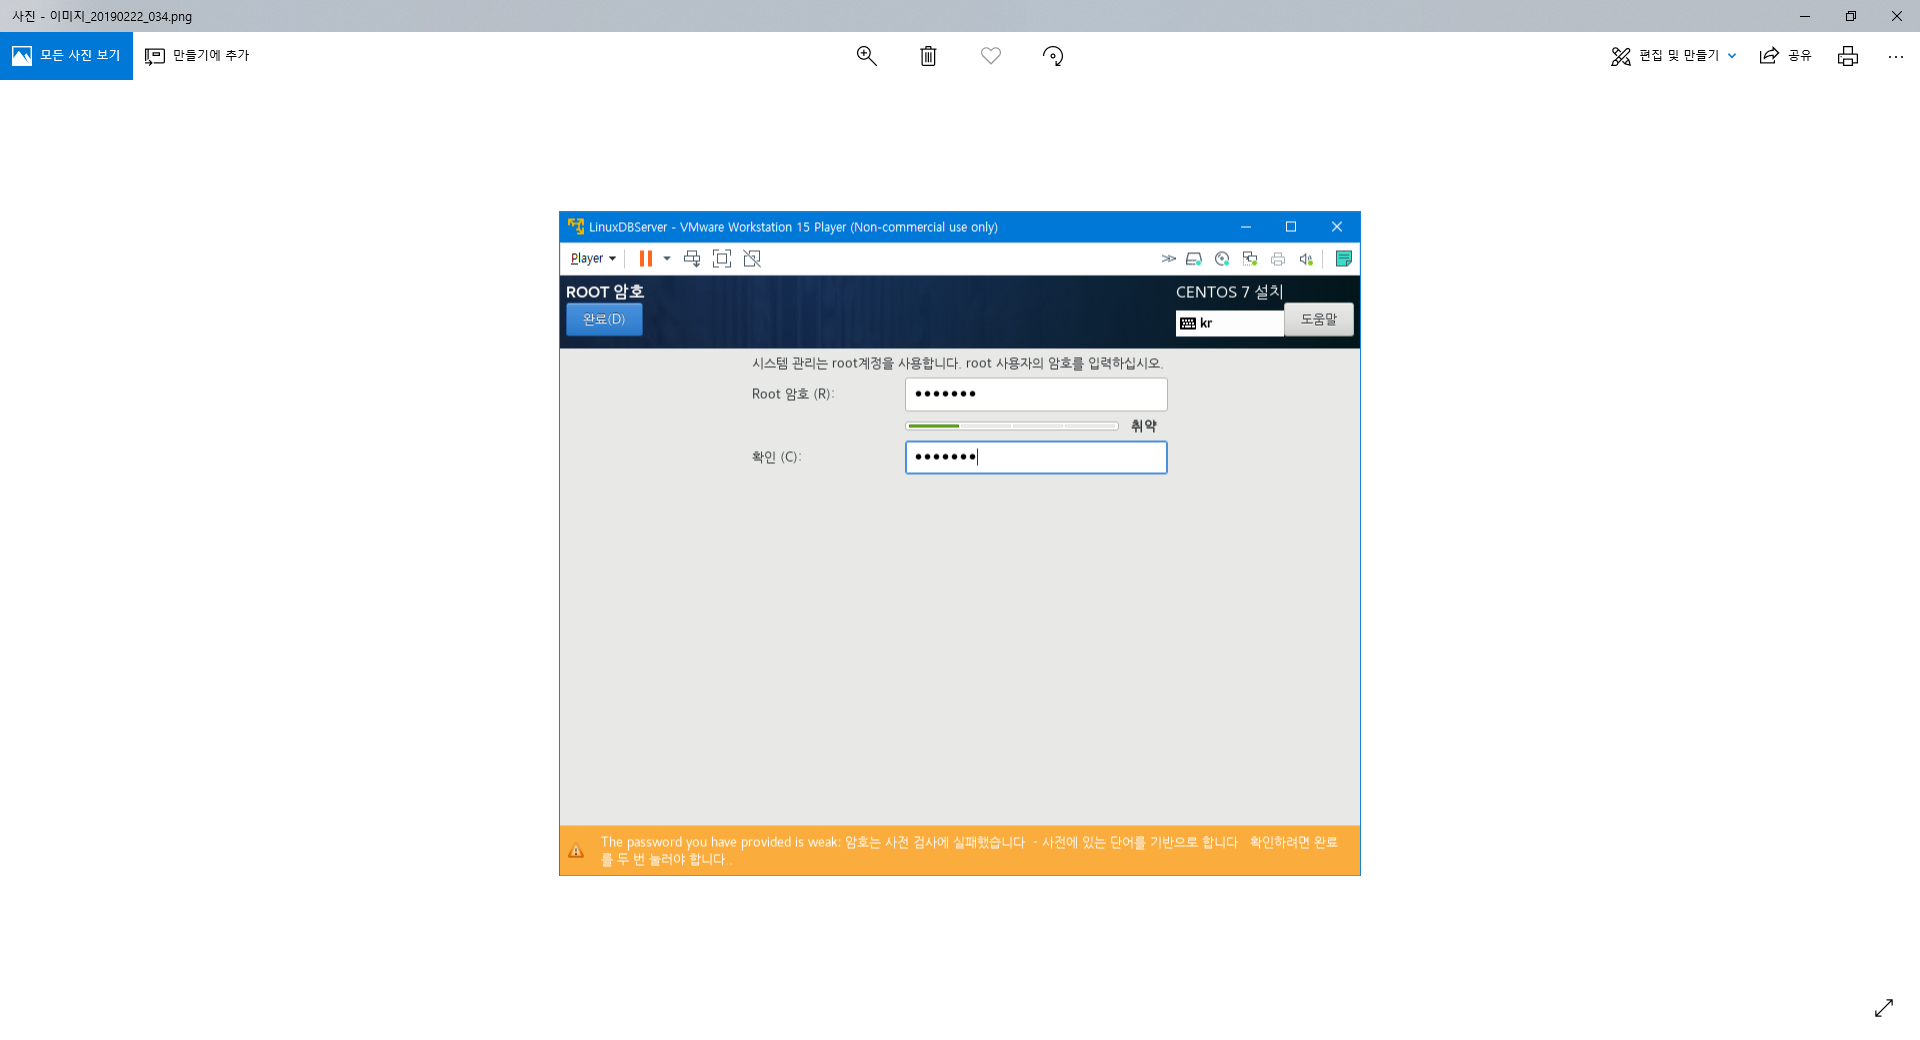 사진 - 이미지_20190222_034.png
모든 사진 보기
만들기에 추가
편집 및 만들기
공유
LinuxDBServer - VMware Workstation 15 Player (Non-commercial use only)
Player
ROOT 암호
CENTOS 7 설치
완료(D)
kr
도움말
시스템 관리는 root계정을 사용합니다. root 사용자의 암호를 입력하십시오.
Root 암호 (R):
●●●●●●●
취약
확인 (C):
●●●●●●●
The password you have provided is weak: 암호는 사전 검사에 실패했습니다 - 사전에 있는 단어를 기반으로 합니다 확인하려면 완료
를 두 번 눌러야 합니다..